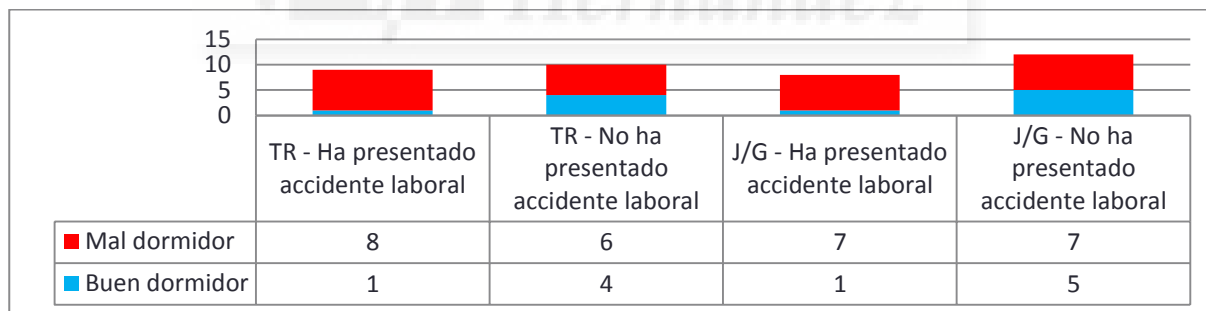 Hernández
15
10
5
0
TR - Ha presentado
accidente laboral
TR - No ha
presentado
accidente laboral
J/G - Ha presentado
accidente laboral
J/G - No ha
presentado
accidente laboral
Mal dormidor 8 6 7 7
Buen dormidor 1 4 1 5